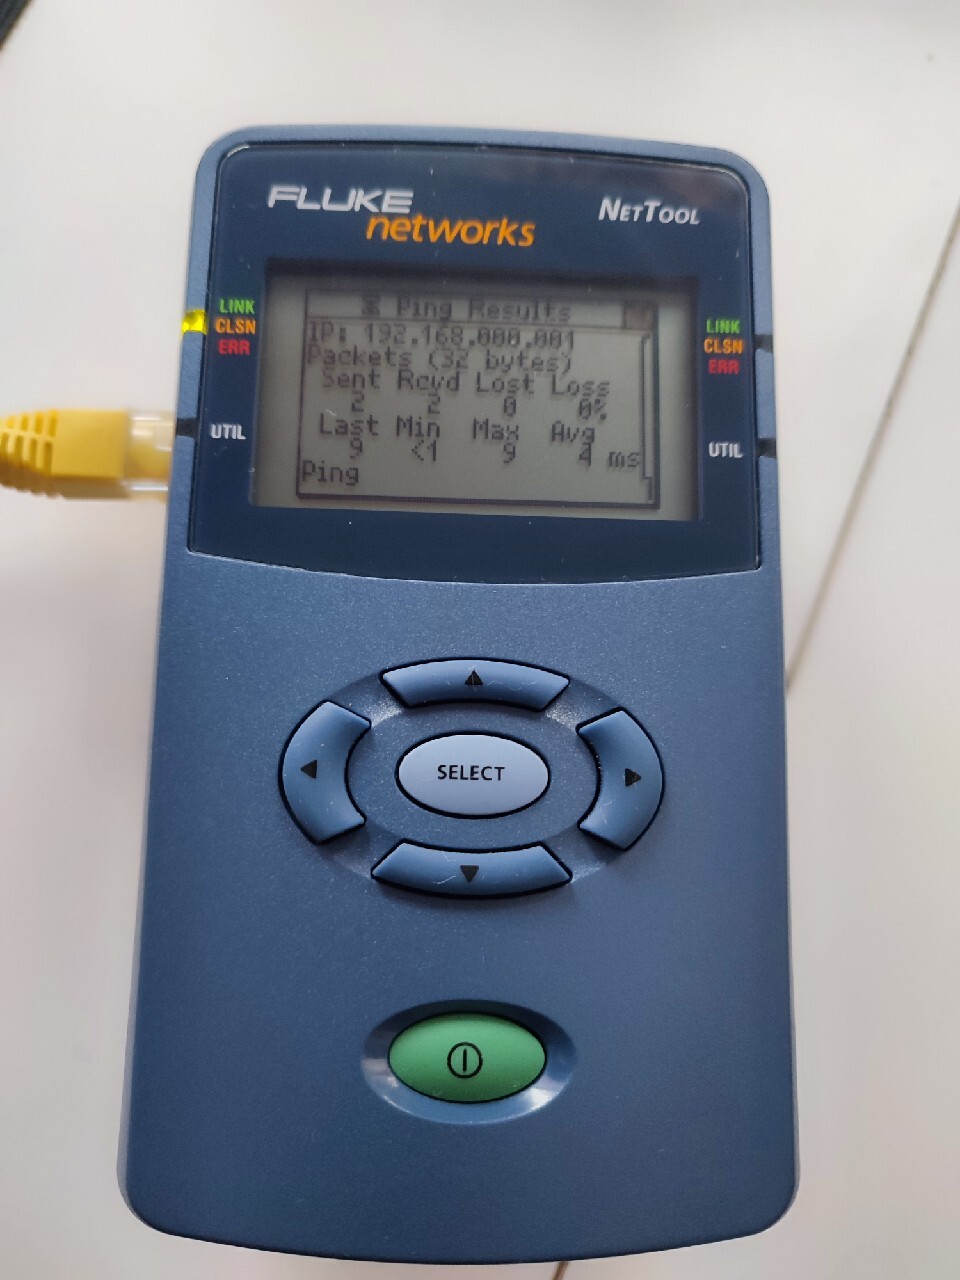 FLUKE
networks
NETTOOL
LINK
CLSN
ERR
UTIL
Ping Results
IP: 192.168.000.001
Packets (32 bytes)
Sent Rcvd Lost Loss
2 2 0 0%
Last Min Max Avg
9 <1 9 4 ms
Ping
LINK
CLSN
ERR
UTIL
SELECT